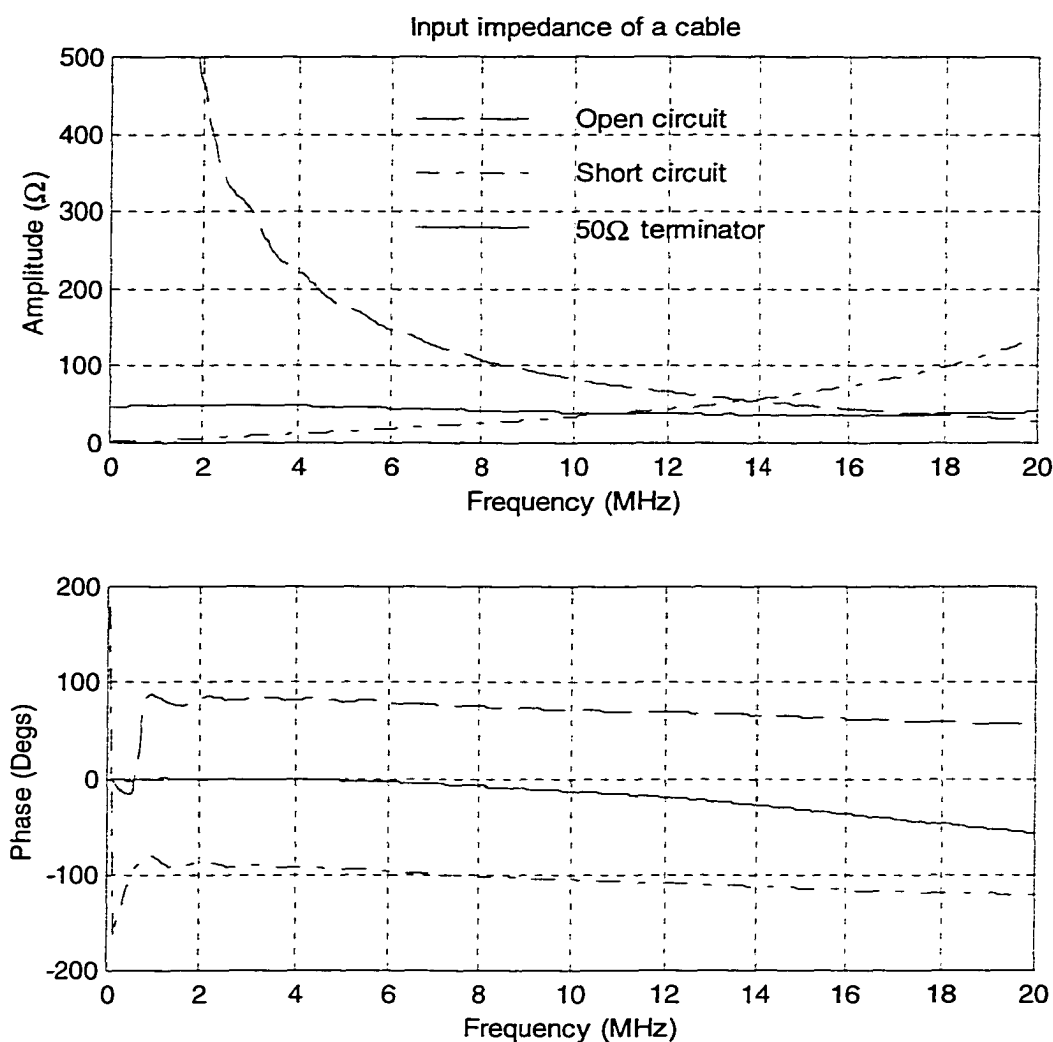 Input impedance of a cable
500
400
300
200
100
0
Amplitude (Ω)
Open circuit
Short circuit
50Ω terminator
0 2 4 6 8 10 12 14 16 18 20
Frequency (MHz)
200
100
0
-100
-200
Phase (Degs)
0 2 4 6 8 10 12 14 16 18 20
Frequency (MHz)